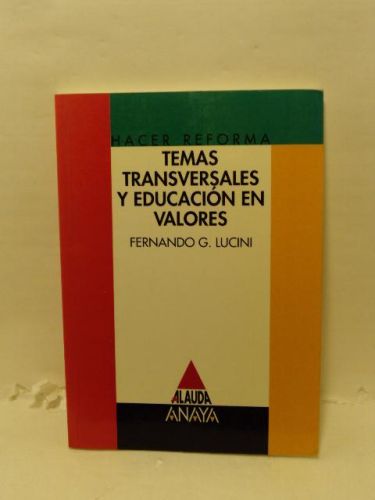 HACER REFORMA
TEMAS
TRANSVERSALES
Y EDUCACIÓN EN
VALORES
FERNANDO G. LUCINI
ALAUDA
ANAYA